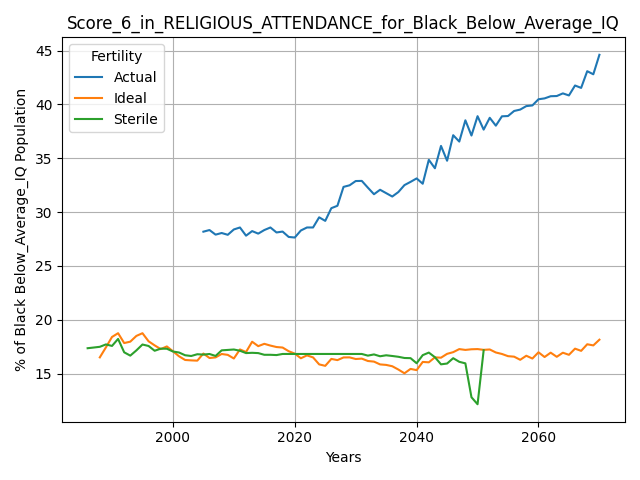 Score_6_in_RELIGIOUS_ATTENDANCE_for_Black_Below_Average_IQ
Fertility
Actual
Ideal
Sterile
% of Black Below_Average_IQ Population
45
40
35
30
25
20
15
2000
2020
2040
2060
Years